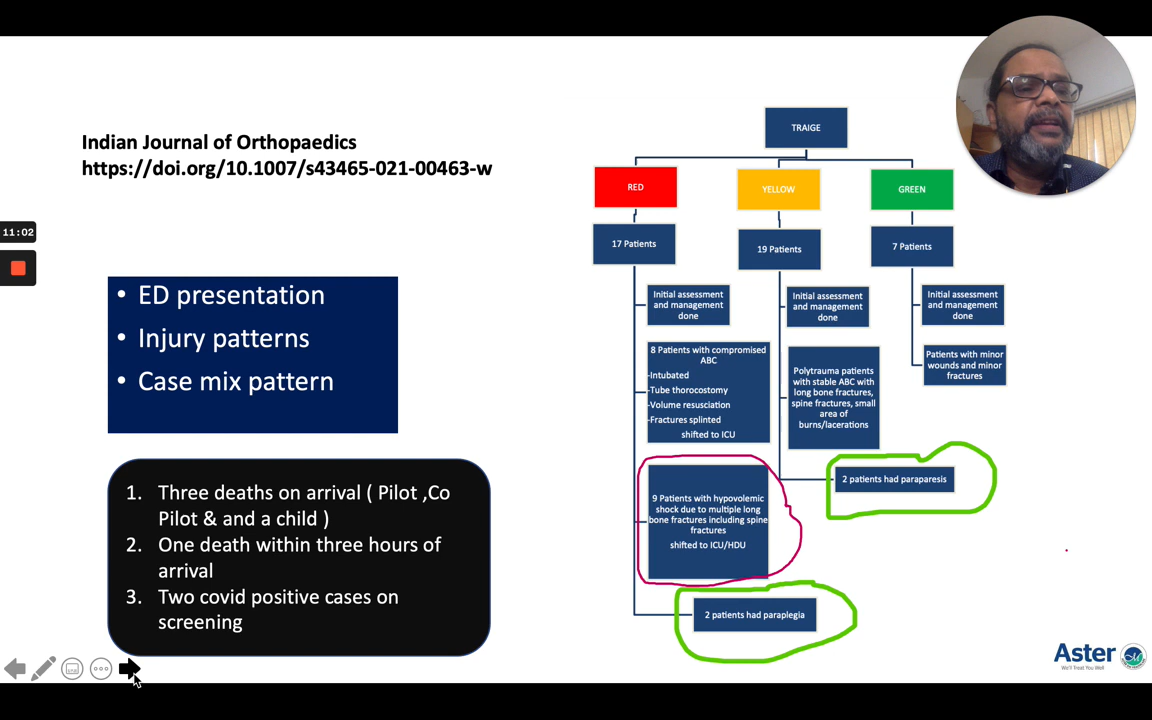 Indian Journal of Orthopaedics
https://doi.org/10.1007/s43465-021-00463-w
11:02
• ED presentation
• Injury patterns
• Case mix pattern
1. Three deaths on arrival ( Pilot ,Co
Pilot & and a child )
2. One death within three hours of
arrival
3. Two covid positive cases on
screening
TRAIGE
RED
17 Patients
Initial assessment
and management
done
8 Patients with compromised
ABC
-Intubated
-Tube thorocostomy
-Volume resusciation
-Fractures splinted
shifted to ICU
9 Patients with hypovolemic
shock due to multiple long
bone fractures including spine
fractures
shifted to ICU/HDU
2 patients had paraplegia
YELLOW
19 Patients
Initial assessment
and management
done
Polytrauma patients
with stable ABC with
long bone fractures,
spine fractures, small
area of
burns/lacerations
2 patients had paraparesis
GREEN
7 Patients
Initial assessment
and management
done
Patients with minor
wounds and minor
fractures
Aster
We'll Treat You Well